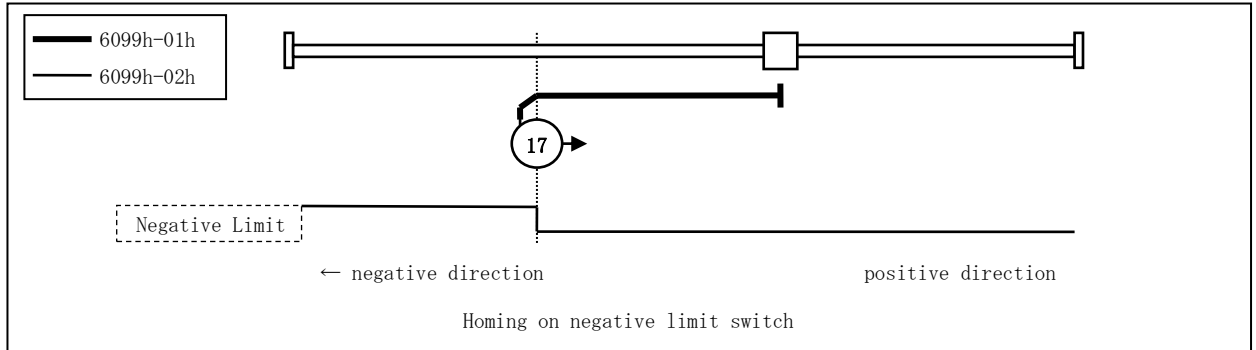 6099h-01h
6099h-02h
17
Negative Limit
← negative direction
positive direction
Homing on negative limit switch